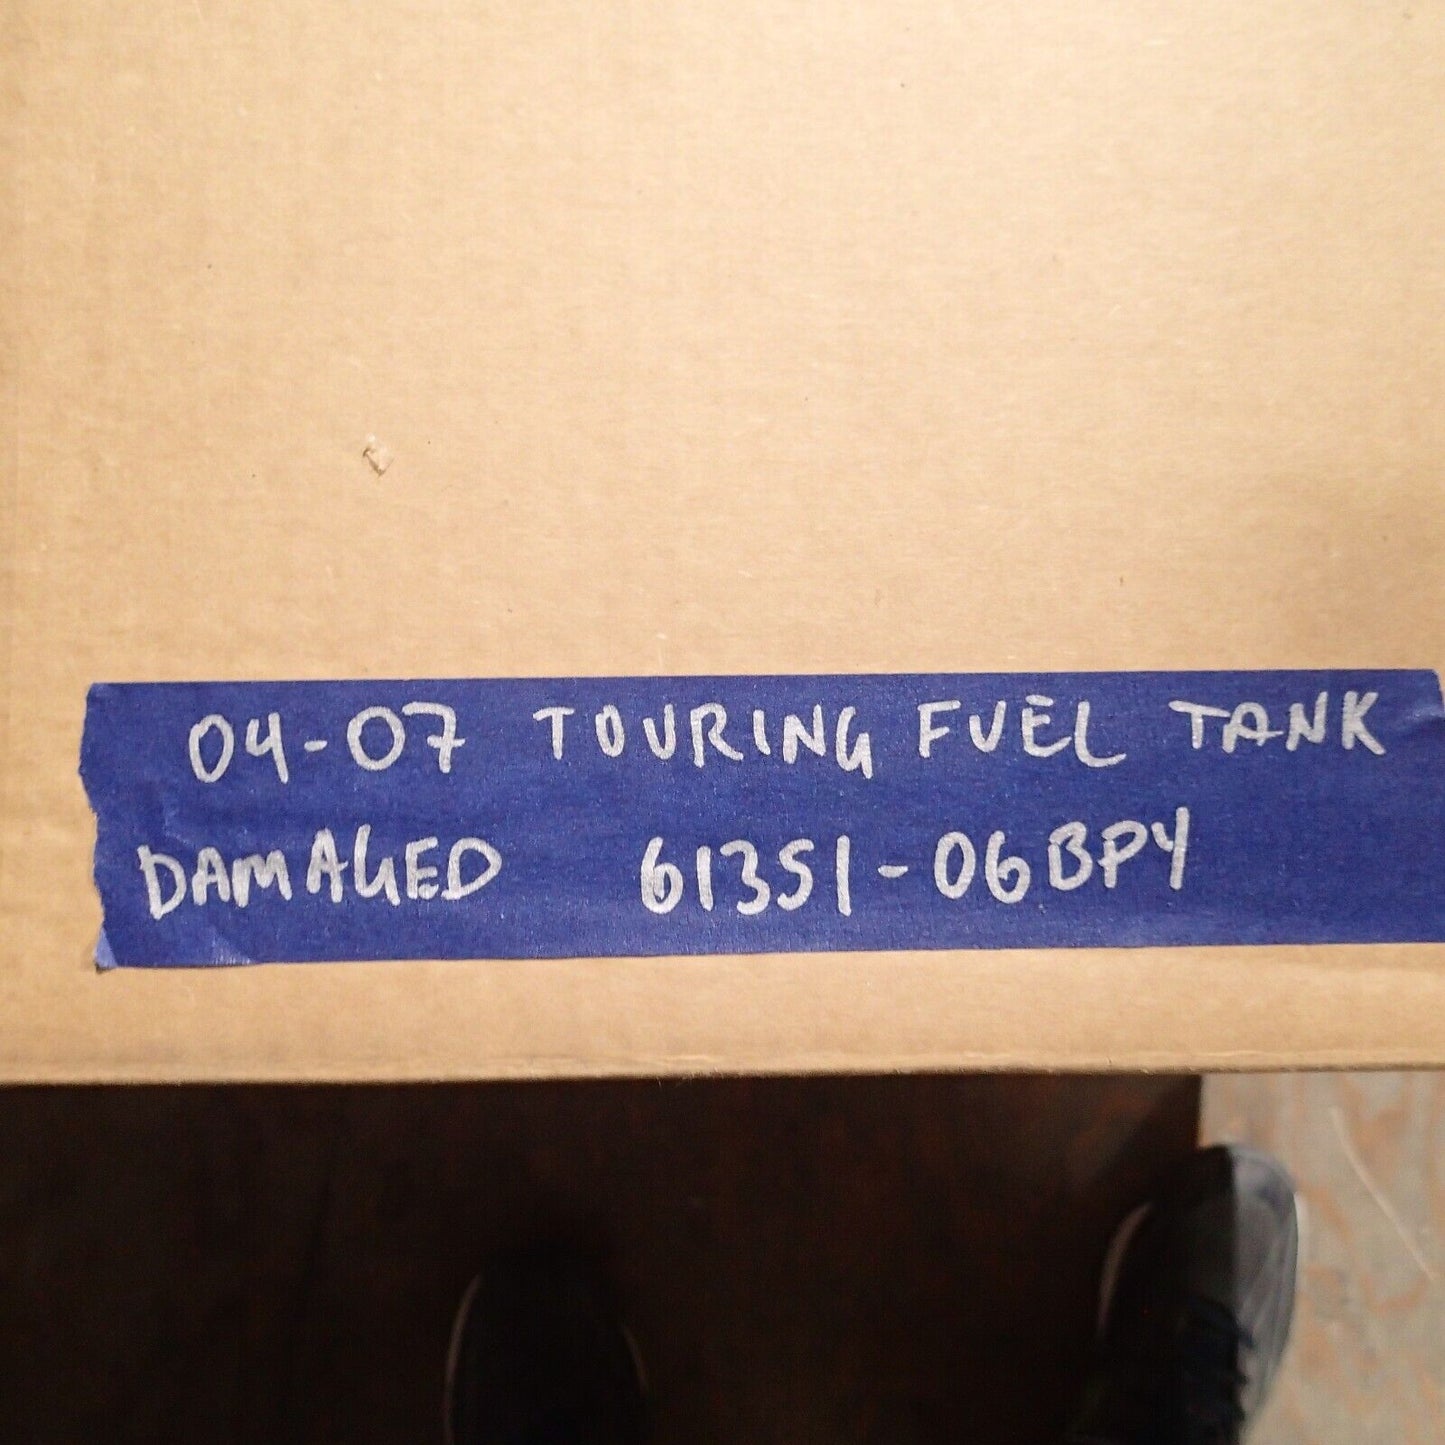 04-07 TOURING FUEL TANK
DAMAGED 61351-06BPY